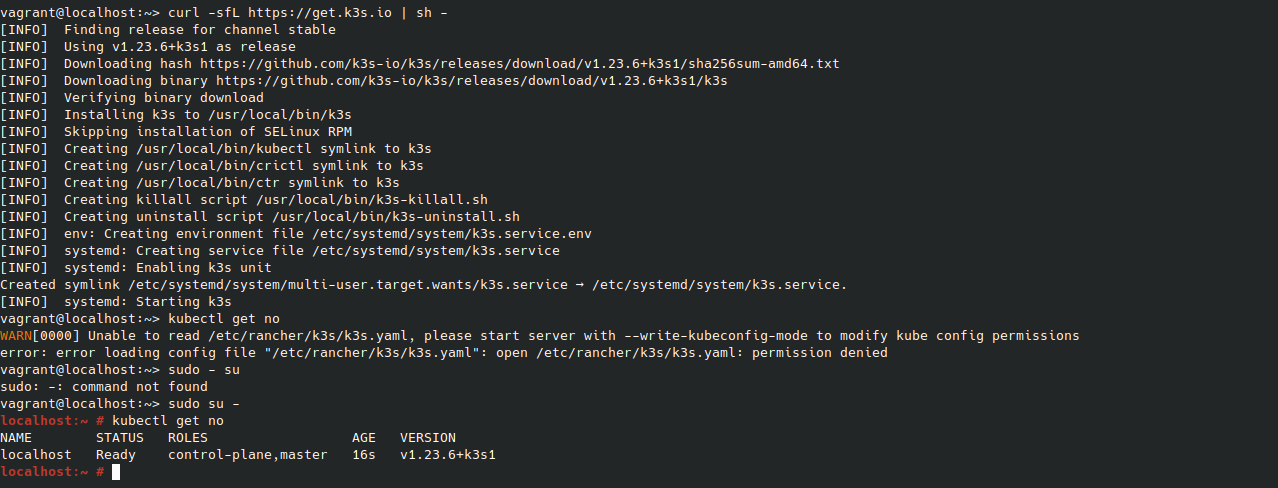 vagrant@localhost:~> curl -sfL https://get.k3s.io | sh -
[INFO]  Finding release for channel stable
[INFO]  Using v1.23.6+k3s1 as release
[INFO]  Downloading hash https://github.com/k3s-io/k3s/releases/download/v1.23.6+k3s1/sha256sum-amd64.txt
[INFO]  Downloading binary https://github.com/k3s-io/k3s/releases/download/v1.23.6+k3s1/k3s
[INFO]  Verifying binary download
[INFO]  Installing k3s to /usr/local/bin/k3s
[INFO]  Skipping installation of SELinux RPM
[INFO]  Creating /usr/local/bin/kubectl symlink to k3s
[INFO]  Creating /usr/local/bin/crictl symlink to k3s
[INFO]  Creating /usr/local/bin/ctr symlink to k3s
[INFO]  Creating killall script /usr/local/bin/k3s-killall.sh
[INFO]  Creating uninstall script /usr/local/bin/k3s-uninstall.sh
[INFO]  env: Creating environment file /etc/systemd/system/k3s.service.env
[INFO]  systemd: Creating service file /etc/systemd/system/k3s.service
[INFO]  systemd: Enabling k3s unit
Created symlink /etc/systemd/system/multi-user.target.wants/k3s.service → /etc/systemd/system/k3s.service.
[INFO]  systemd: Starting k3s
vagrant@localhost:~> kubectl get no
WARN[0000] Unable to read /etc/rancher/k3s/k3s.yaml, please start server with --write-kubeconfig-mode to modify kube config permissions
error: error loading config file "/etc/rancher/k3s/k3s.yaml": open /etc/rancher/k3s/k3s.yaml: permission denied
vagrant@localhost:~> sudo - su
sudo: -: command not found
vagrant@localhost:~> sudo su -
localhost:~ # kubectl get no
NAME        STATUS   ROLES                  AGE   VERSION
localhost   Ready    control-plane,master   16s   v1.23.6+k3s1
localhost:~ #